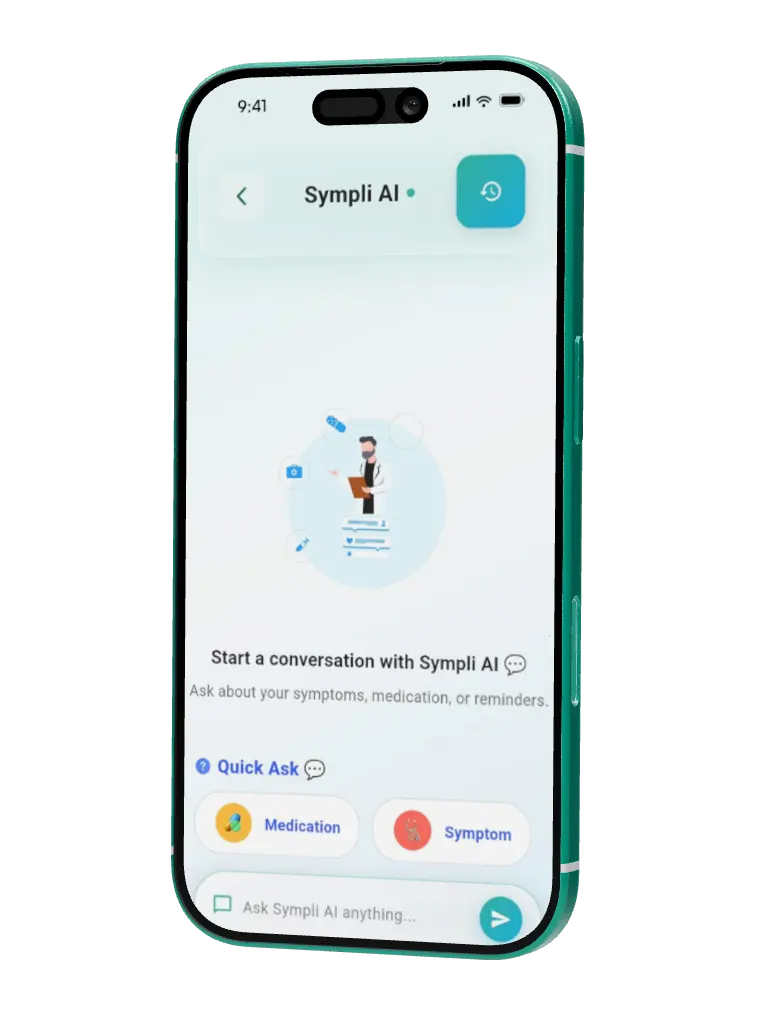 9:41
Sympli AI
Start a conversation with Sympli AI 💬
Ask about your symptoms, medication, or reminders.
Quick Ask 💬
Medication
Symptom
Ask Sympli AI anything...